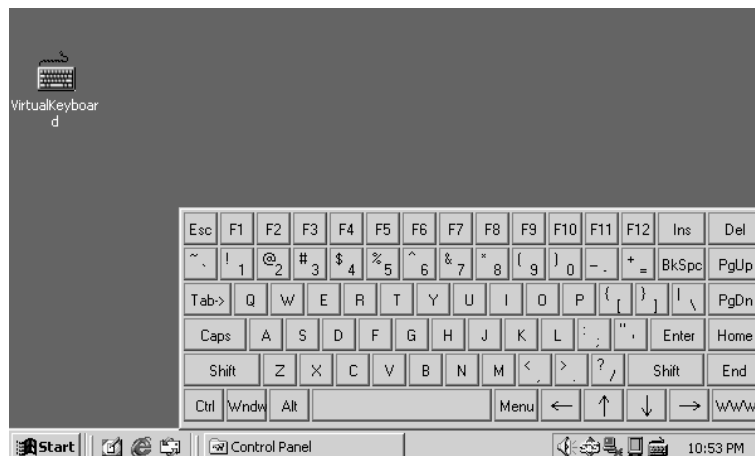 VirtualKeyboar
d
Esc F1 F2 F3 F4 F5 F6 F7 F8 F9 F10 F11 F12 Ins Del
~ ` ! 1 @ 2 # 3 $ 4 % 5 ^ 6 & 7 * 8 ( 9 ) 0 - . + = BkSpc PgUp
Tab-> Q W E R T Y U I O P { [ } ] | \ PgDn
Caps A S D F G H J K L : ; " ' Enter Home
Shift Z X C V B N M < , > . ? / Shift End
Ctrl Wndw Alt Menu ← ↑ ↓ → WWW
Start Control Panel 10:53 PM